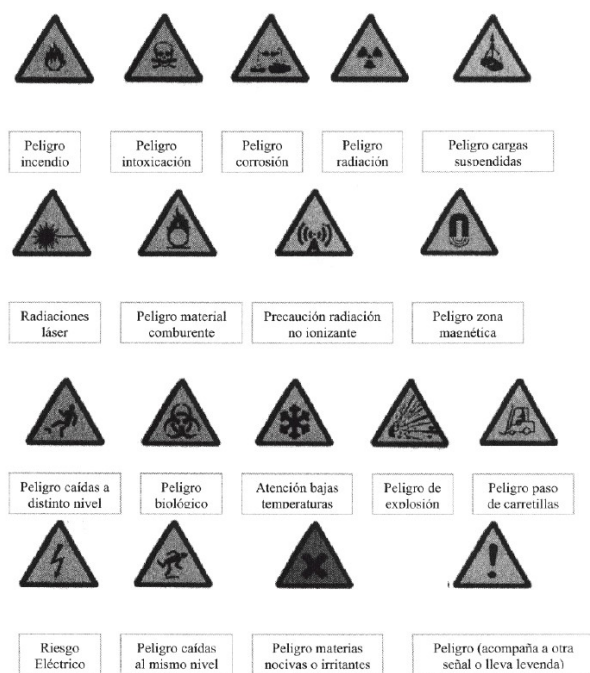 Peligro
incendio
Peligro
intoxicación
Peligro
corrosión
Peligro
radiación
Peligro cargas
suspendidas
Radiaciones
láser
Peligro material
comburente
Precaución radiación
no ionizante
Peligro zona
magnética
Peligro caídas a
distinto nivel
Peligro
biológico
Atención bajas
temperaturas
Peligro de
explosión
Peligro paso
de carretillas
Riesgo
Eléctrico
Peligro caídas
al mismo nivel
Peligro materias
nocivas o irritantes
Peligro (acompaña a otra
señal o lleva leyenda)